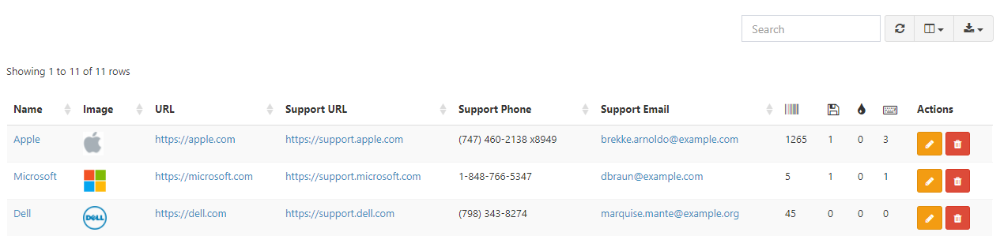 Search
Showing 1 to 11 of 11 rows
Name Image URL Support URL Support Phone Support Email Actions
Apple https://apple.com https://support.apple.com (747) 460-2138 x8949 brekke.arnoldo@example.com 1265 1 0 3
Microsoft https://microsoft.com https://support.microsoft.com 1-848-766-5347 dbraun@example.com 5 1 0 1
Dell DELL https://dell.com https://support.dell.com (798) 343-8274 marquise.mante@example.org 45 0 0 0